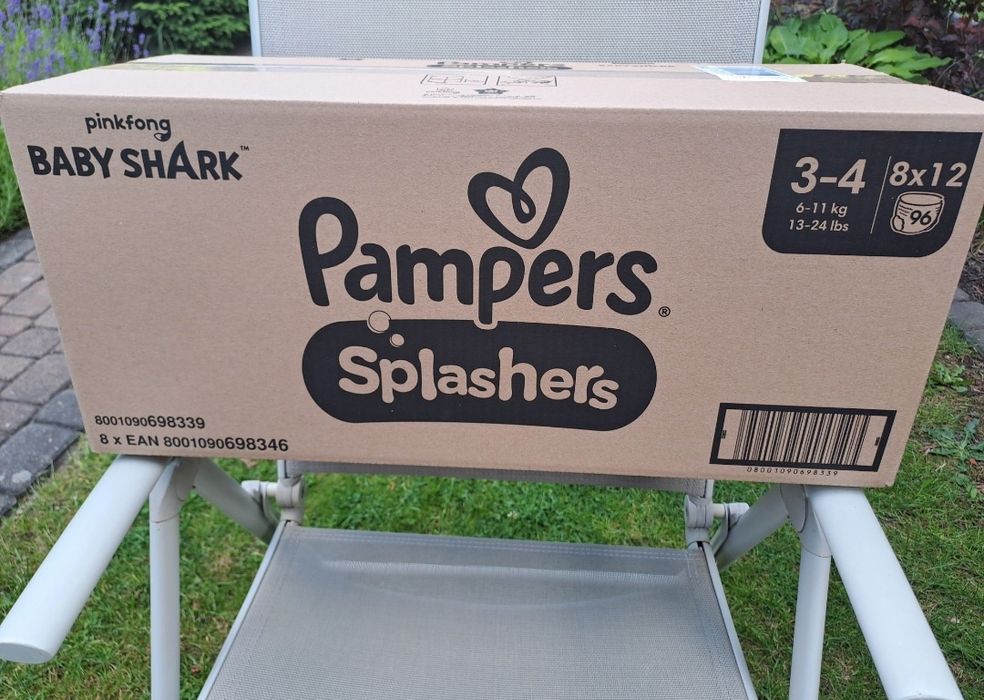 pinkfong
BABY SHARK™
Pampers®
Splashers
3-4
6-11 kg
13-24 lbs
8x12
96
8001090698339
8 x EAN 8001090698346
08001090698339